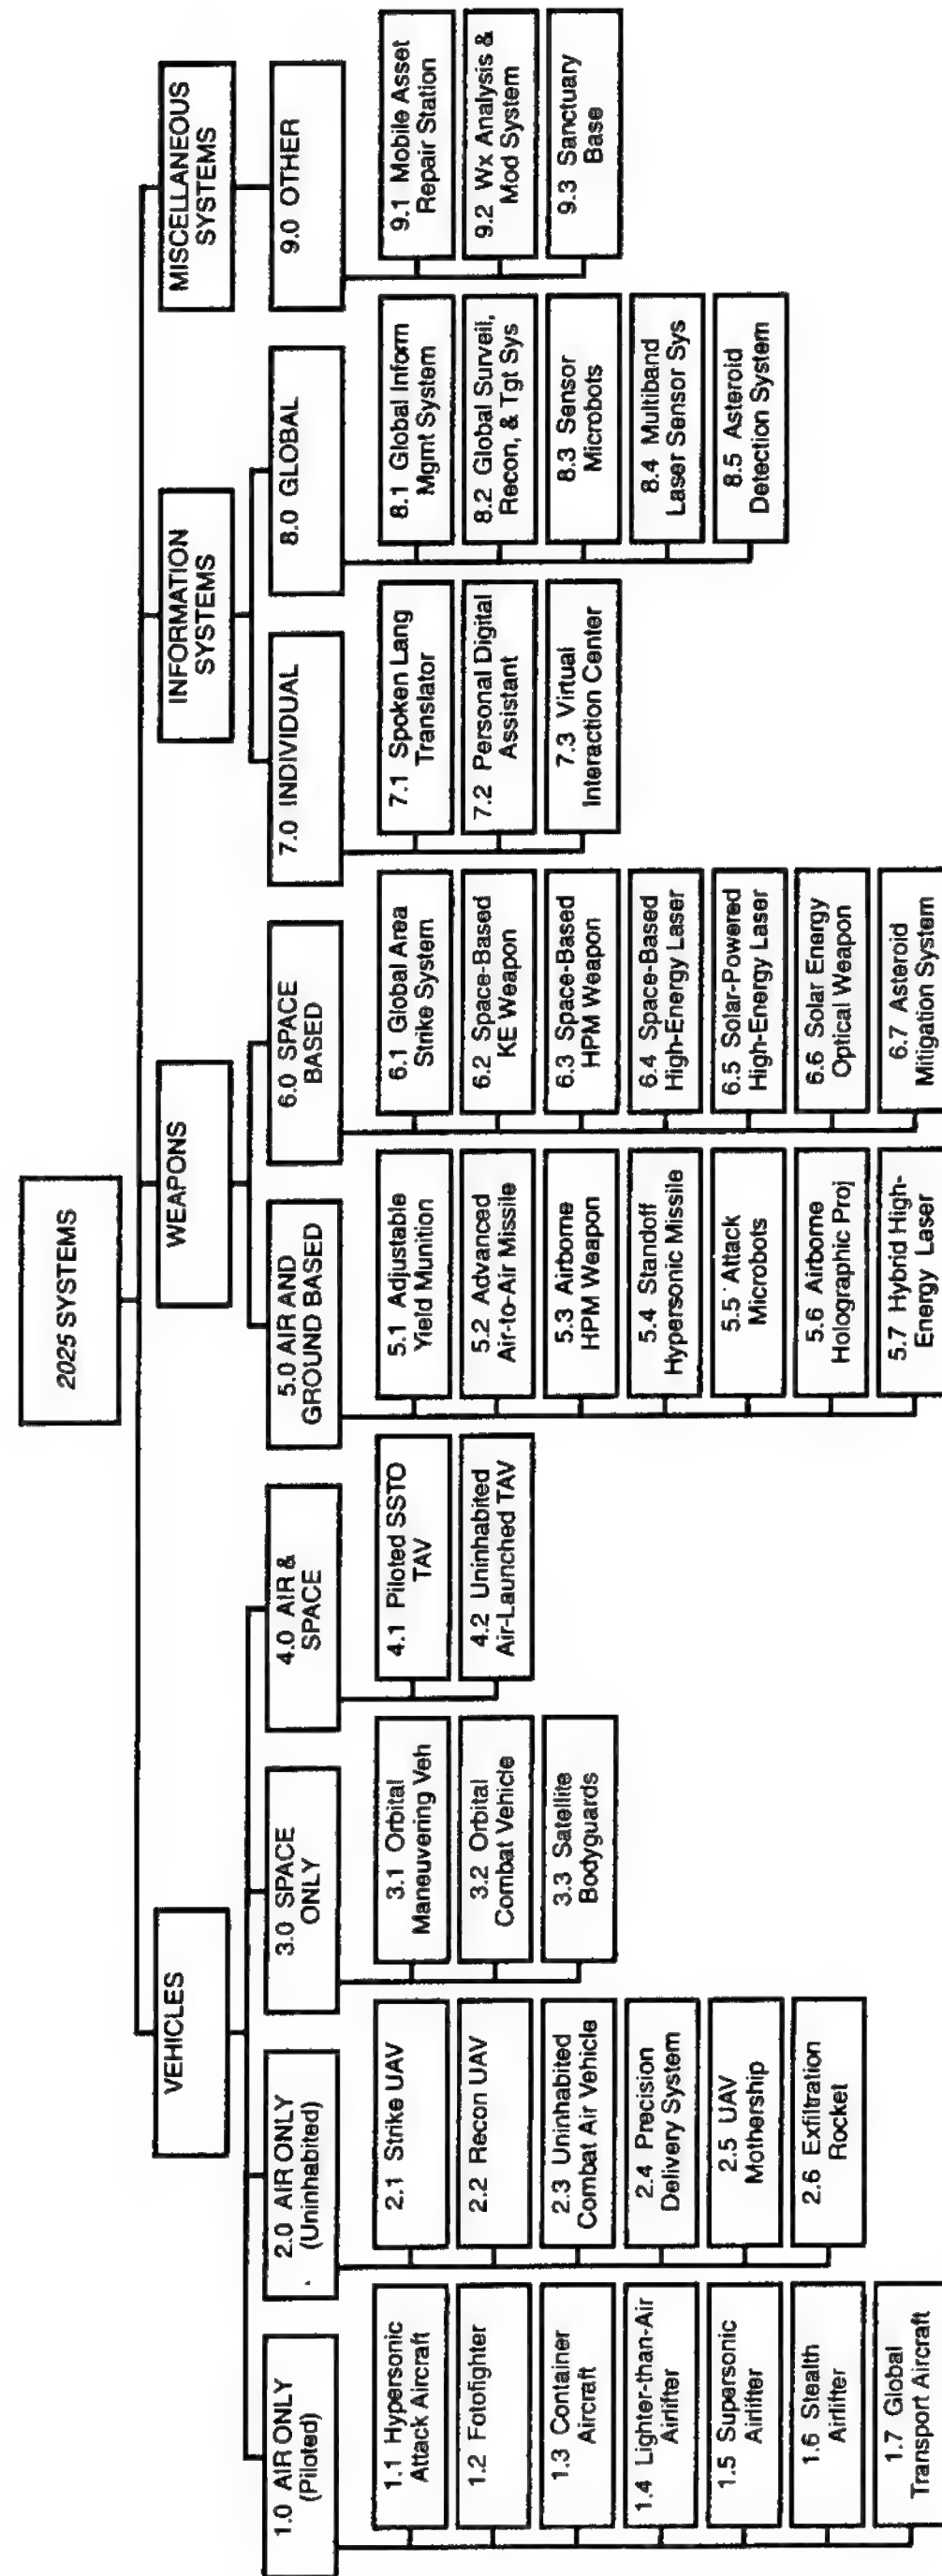 2025 SYSTEMS
VEHICLES
WEAPONS
INFORMATION
SYSTEMS
MISCELLANEOUS
SYSTEMS
1.0 AIR ONLY
(Piloted)
1.1 Hypersonic
Attack Aircraft
1.2 Fotofighter
1.3 Container
Aircraft
1.4 Lighter-than-Air
Airlifter
1.5 Supersonic
Airlifter
1.6 Stealth
Airlifter
1.7 Global
Transport Aircraft
2.0 AIR ONLY
(Uninhabited)
2.1 Strike UAV
2.2 Recon UAV
2.3 Uninhabited
Combat Air Vehicle
2.4 Precision
Delivery System
2.5 UAV
Mothership
2.6 Exfiltration
Rocket
3.0 SPACE
ONLY
3.1 Orbital
Maneuvering Veh
3.2 Orbital
Combat Vehicle
3.3 Satellite
Bodyguards
4.0 AIR &
SPACE
4.1 Piloted SSTO
TAV
4.2 Uninhabited
Air-Launched TAV
5.0 AIR AND
GROUND BASED
5.1 Adjustable
Yield Munition
5.2 Advanced
Air-to-Air Missile
5.3 Airborne
HPM Weapon
5.4 Standoff
Hypersonic Missile
5.5 Attack
Microbots
5.6 Airborne
Holographic Proj
5.7 Hybrid High-
Energy Laser
6.0 SPACE
BASED
6.1 Global Area
Strike System
6.2 Space-Based
KE Weapon
6.3 Space-Based
HPM Weapon
6.4 Space-Based
High-Energy Laser
6.5 Solar-Powered
High-Energy Laser
6.6 Solar Energy
Optical Weapon
6.7 Asteroid
Mitigation System
7.0 INDIVIDUAL
7.1 Spoken Lang
Translator
7.2 Personal Digital
Assistant
7.3 Virtual
Interaction Center
8.0 GLOBAL
8.1 Global Inform
Mgmt System
8.2 Global Surveil,
Recon, & Tgt Sys
8.3 Sensor
Microbots
8.4 Multiband
Laser Sensor Sys
8.5 Asteroid
Detection System
9.0 OTHER
9.1 Mobile Asset
Repair Station
9.2 Wx Analysis &
Mod System
9.3 Sanctuary
Base